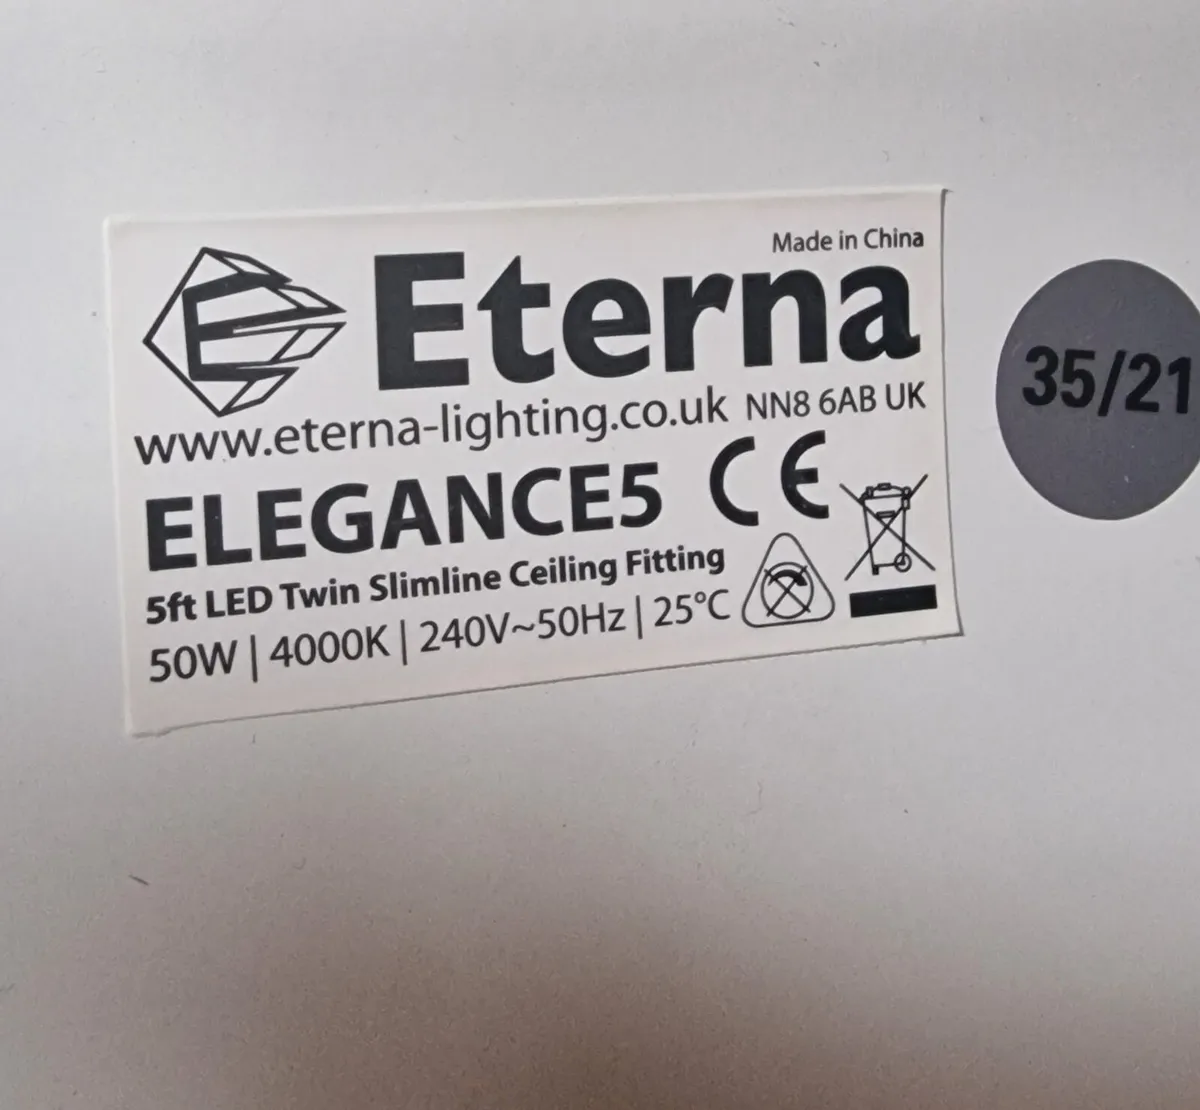 Made in China
Eterna
www.eterna-lighting.co.uk NN8 6AB UK
ELEGANCE5 CE
5ft LED Twin Slimline Ceiling Fitting
50W | 4000K | 240V~50Hz | 25°C
35/21